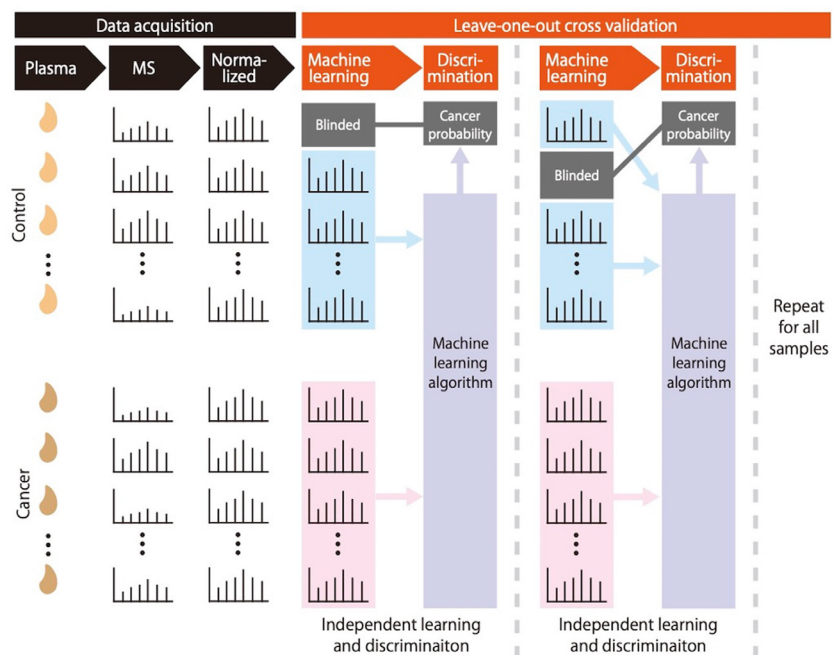 Data acquisition
Leave-one-out cross validation
Plasma
MS
Norma-
lized
Machine
learning
Discri-
mination
Machine
learning
Discri-
mination
Control
Cancer
Blinded
Cancer
probability
Machine
learning
algorithm
Independent learning
and discriminaiton
Blinded
Cancer
probability
Machine
learning
algorithm
Independent learning
and discriminaiton
Repeat
for all
samples